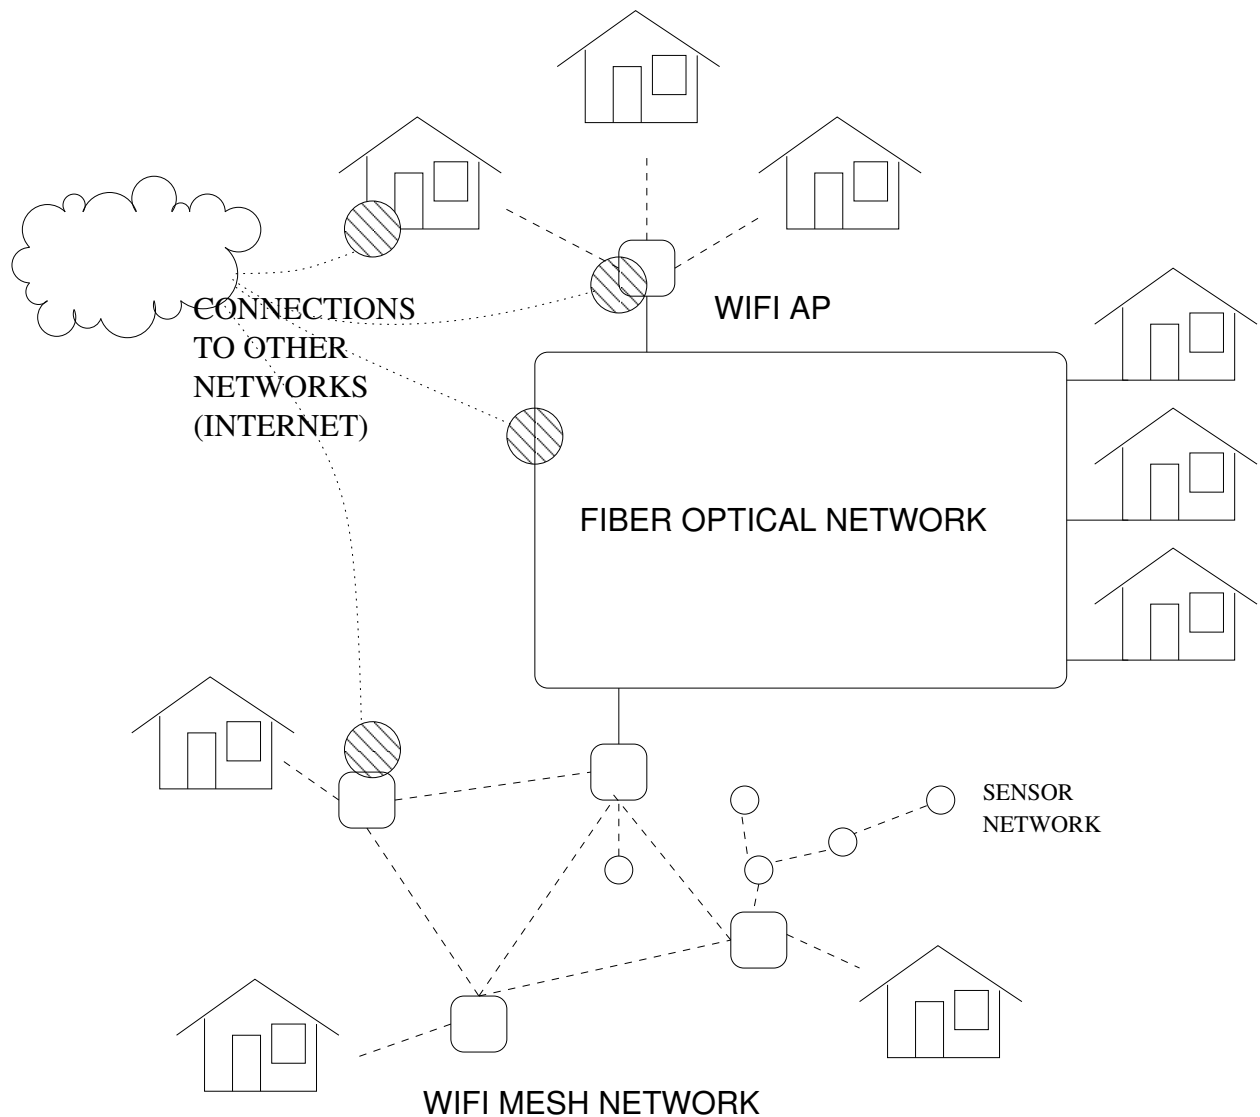 WIFI AP
CONNECTIONS
TO OTHER
NETWORKS
(INTERNET)
FIBER OPTICAL NETWORK
SENSOR
NETWORK
WIFI MESH NETWORK